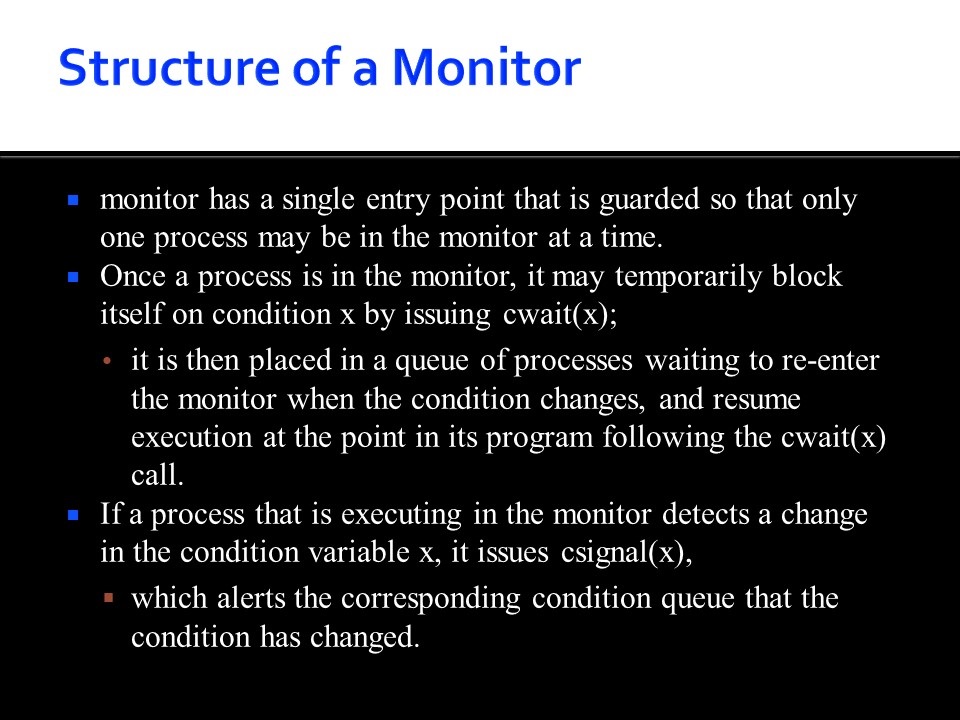 Structure of a Monitor
monitor has a single entry point that is guarded so that only
one process may be in the monitor at a time.
Once a process is in the monitor, it may temporarily block
itself on condition x by issuing cwait(x);
it is then placed in a queue of processes waiting to re-enter
the monitor when the condition changes, and resume
execution at the point in its program following the cwait(x)
call.
If a process that is executing in the monitor detects a change
in the condition variable x, it issues csignal(x),
which alerts the corresponding condition queue that the
condition has changed.